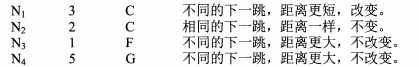 N₁ 3 C 不同的下一跳，距离更短，改变。
N₂ 2 C 相同的下一跳，距离一样，不变。
N₃ 1 F 不同的下一跳，距离更大，不改变。
N₄ 5 G 不同的下一跳，距离更大，不改变。